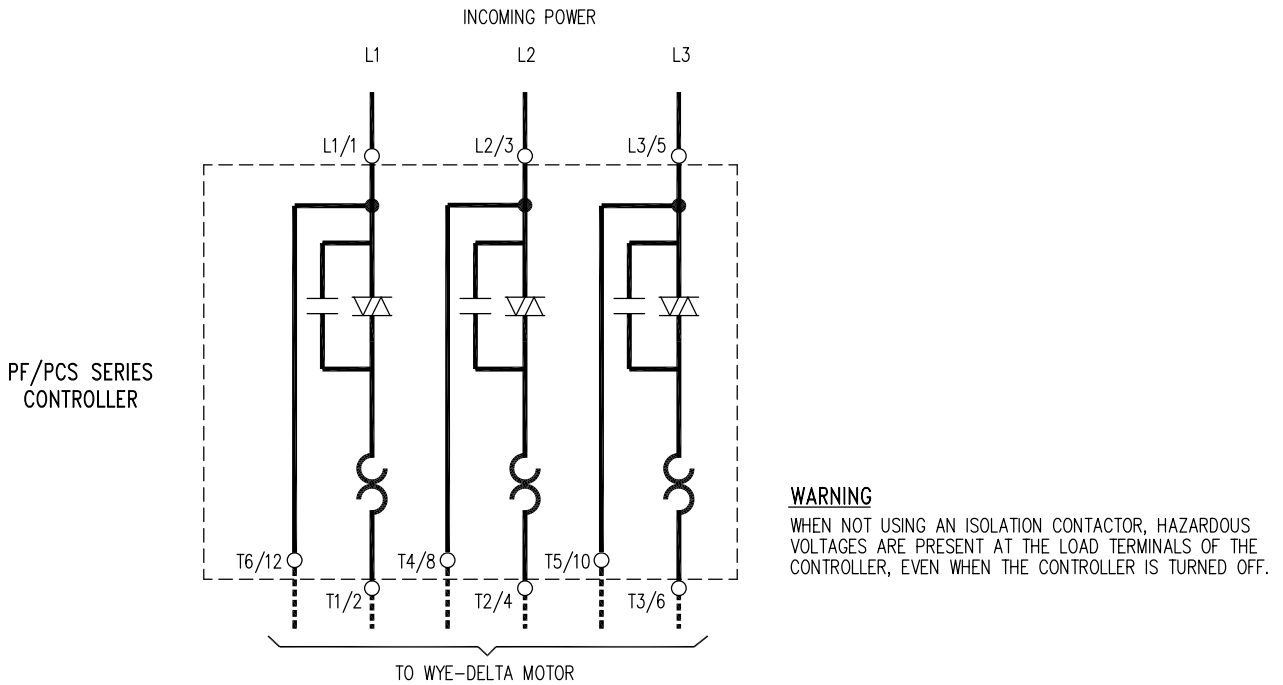 INCOMING POWER
L1
L2
L3
L1/1
L2/3
L3/5
PF/PCS SERIES
CONTROLLER
WARNING
WHEN NOT USING AN ISOLATION CONTACTOR, HAZARDOUS
VOLTAGES ARE PRESENT AT THE LOAD TERMINALS OF THE
CONTROLLER, EVEN WHEN THE CONTROLLER IS TURNED OFF.
T6/12
T4/8
T5/10
T1/2
T2/4
T3/6
TO WYE-DELTA MOTOR